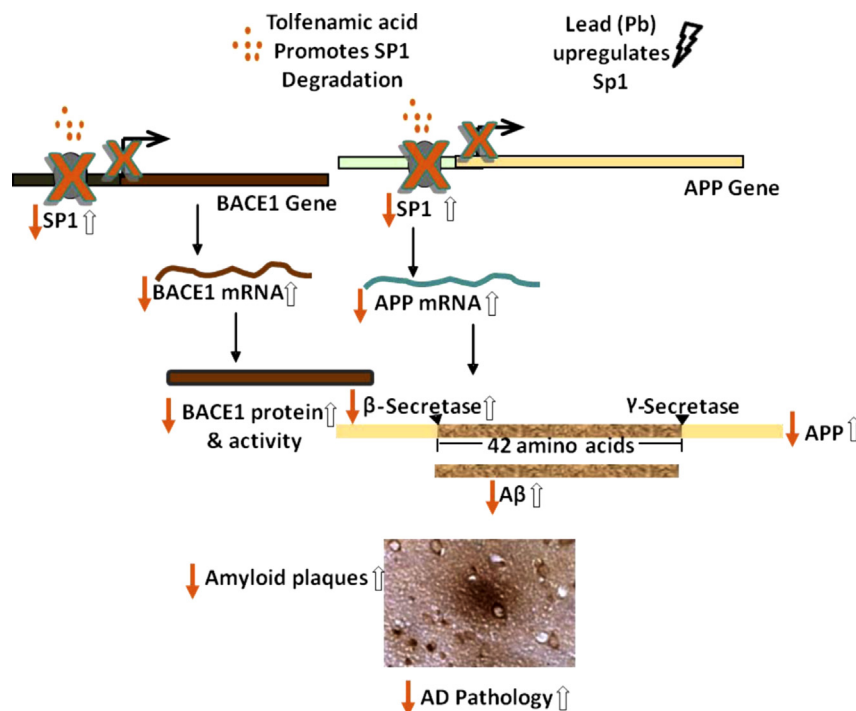 Tolfenamic acid
Promotes SP1
Degradation
Lead (Pb)
upregulates
Sp1
BACE1 Gene
APP Gene
SP1
SP1
BACE1 mRNA
APP mRNA
BACE1 protein
& activity
β-Secretase
γ-Secretase
APP
42 amino acids
Aβ
Amyloid plaques
AD Pathology